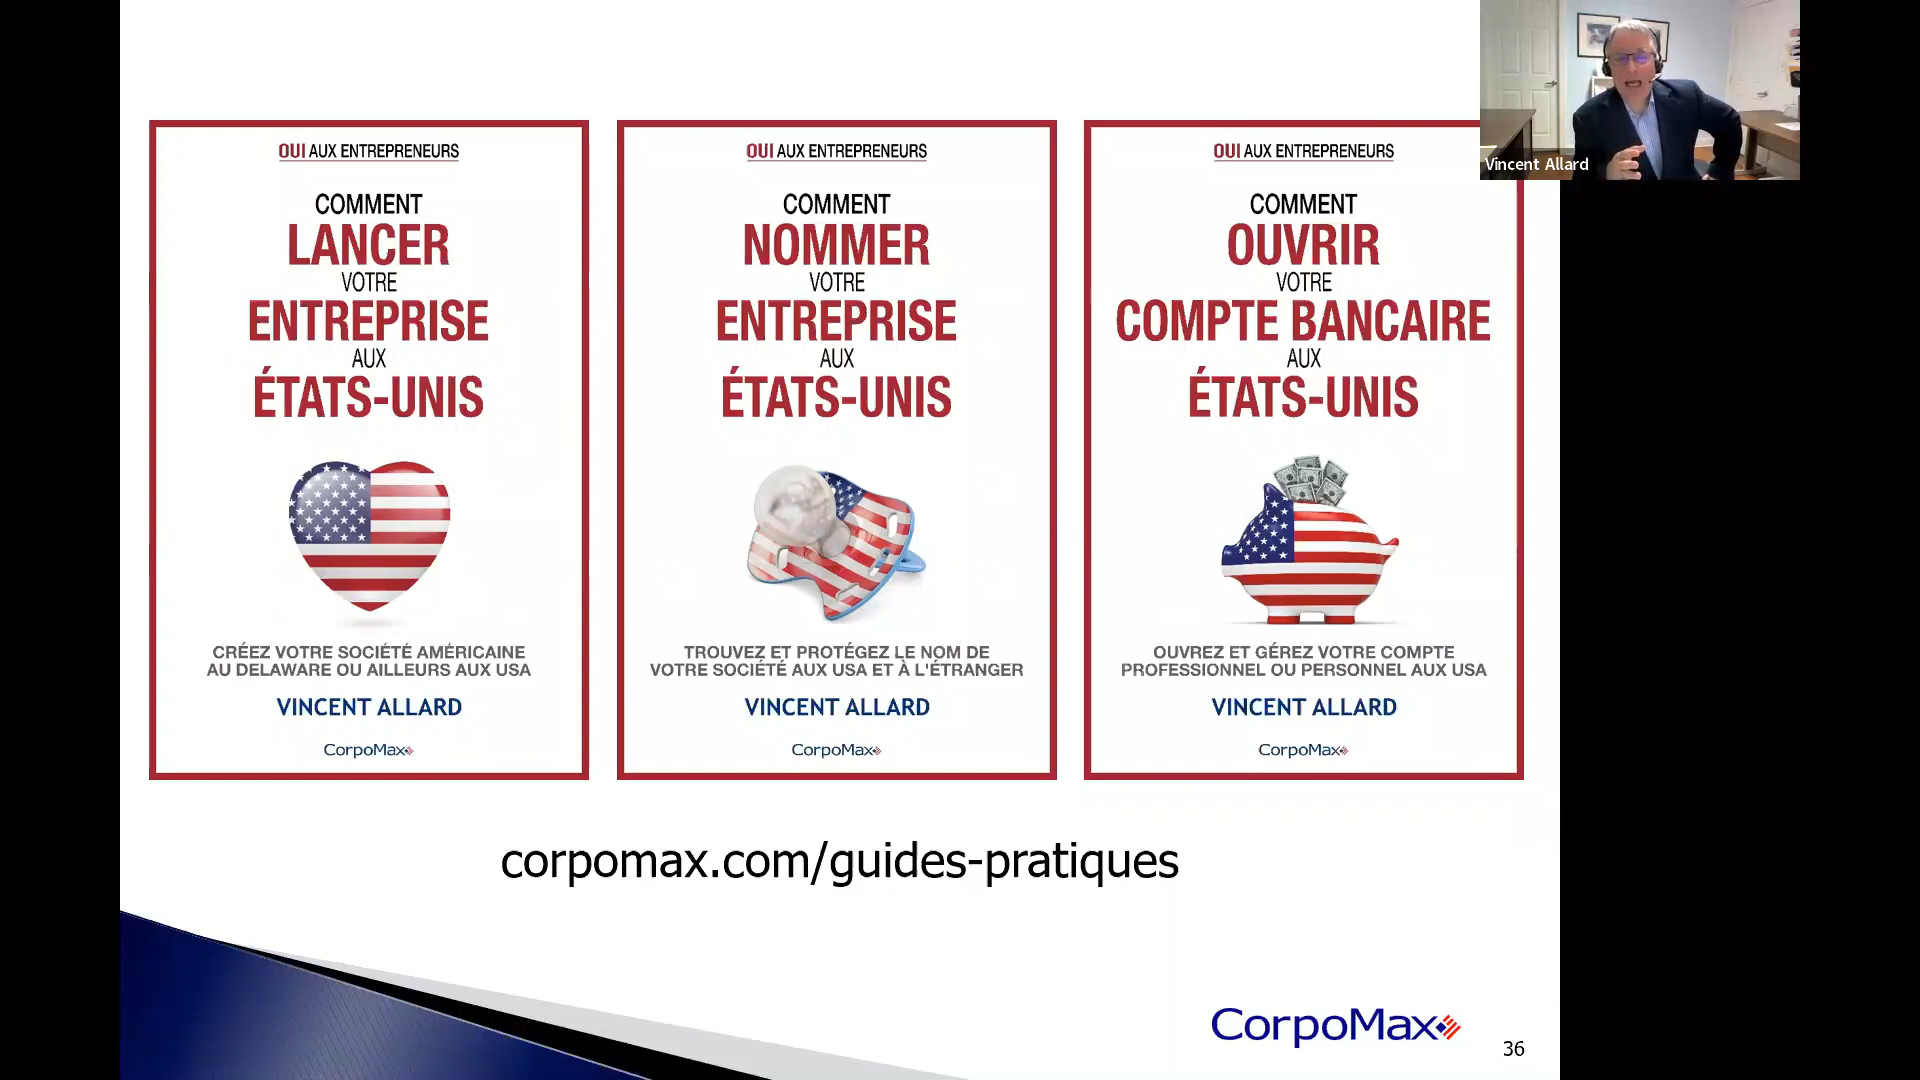 OUI AUX ENTREPRENEURS
COMMENT
LANCER
VOTRE
ENTREPRISE
AUX
ÉTATS-UNIS
CRÉEZ VOTRE SOCIÉTÉ AMÉRICAINE
AU DELAWARE OU AILLEURS AUX USA
VINCENT ALLARD
CorpoMax
OUI AUX ENTREPRENEURS
COMMENT
NOMMER
VOTRE
ENTREPRISE
AUX
ÉTATS-UNIS
TROUVEZ ET PROTÉGEZ LE NOM DE
VOTRE SOCIÉTÉ AUX USA ET À L'ÉTRANGER
VINCENT ALLARD
CorpoMax
OUI AUX ENTREPRENEURS
COMMENT
OUVRIR
VOTRE
COMPTE BANCAIRE
AUX
ÉTATS-UNIS
OUVREZ ET GÉREZ VOTRE COMPTE
PROFESSIONNEL OU PERSONNEL AUX USA
VINCENT ALLARD
CorpoMax
Vincent Allard
corpomax.com/guides-pratiques
CorpoMax
36